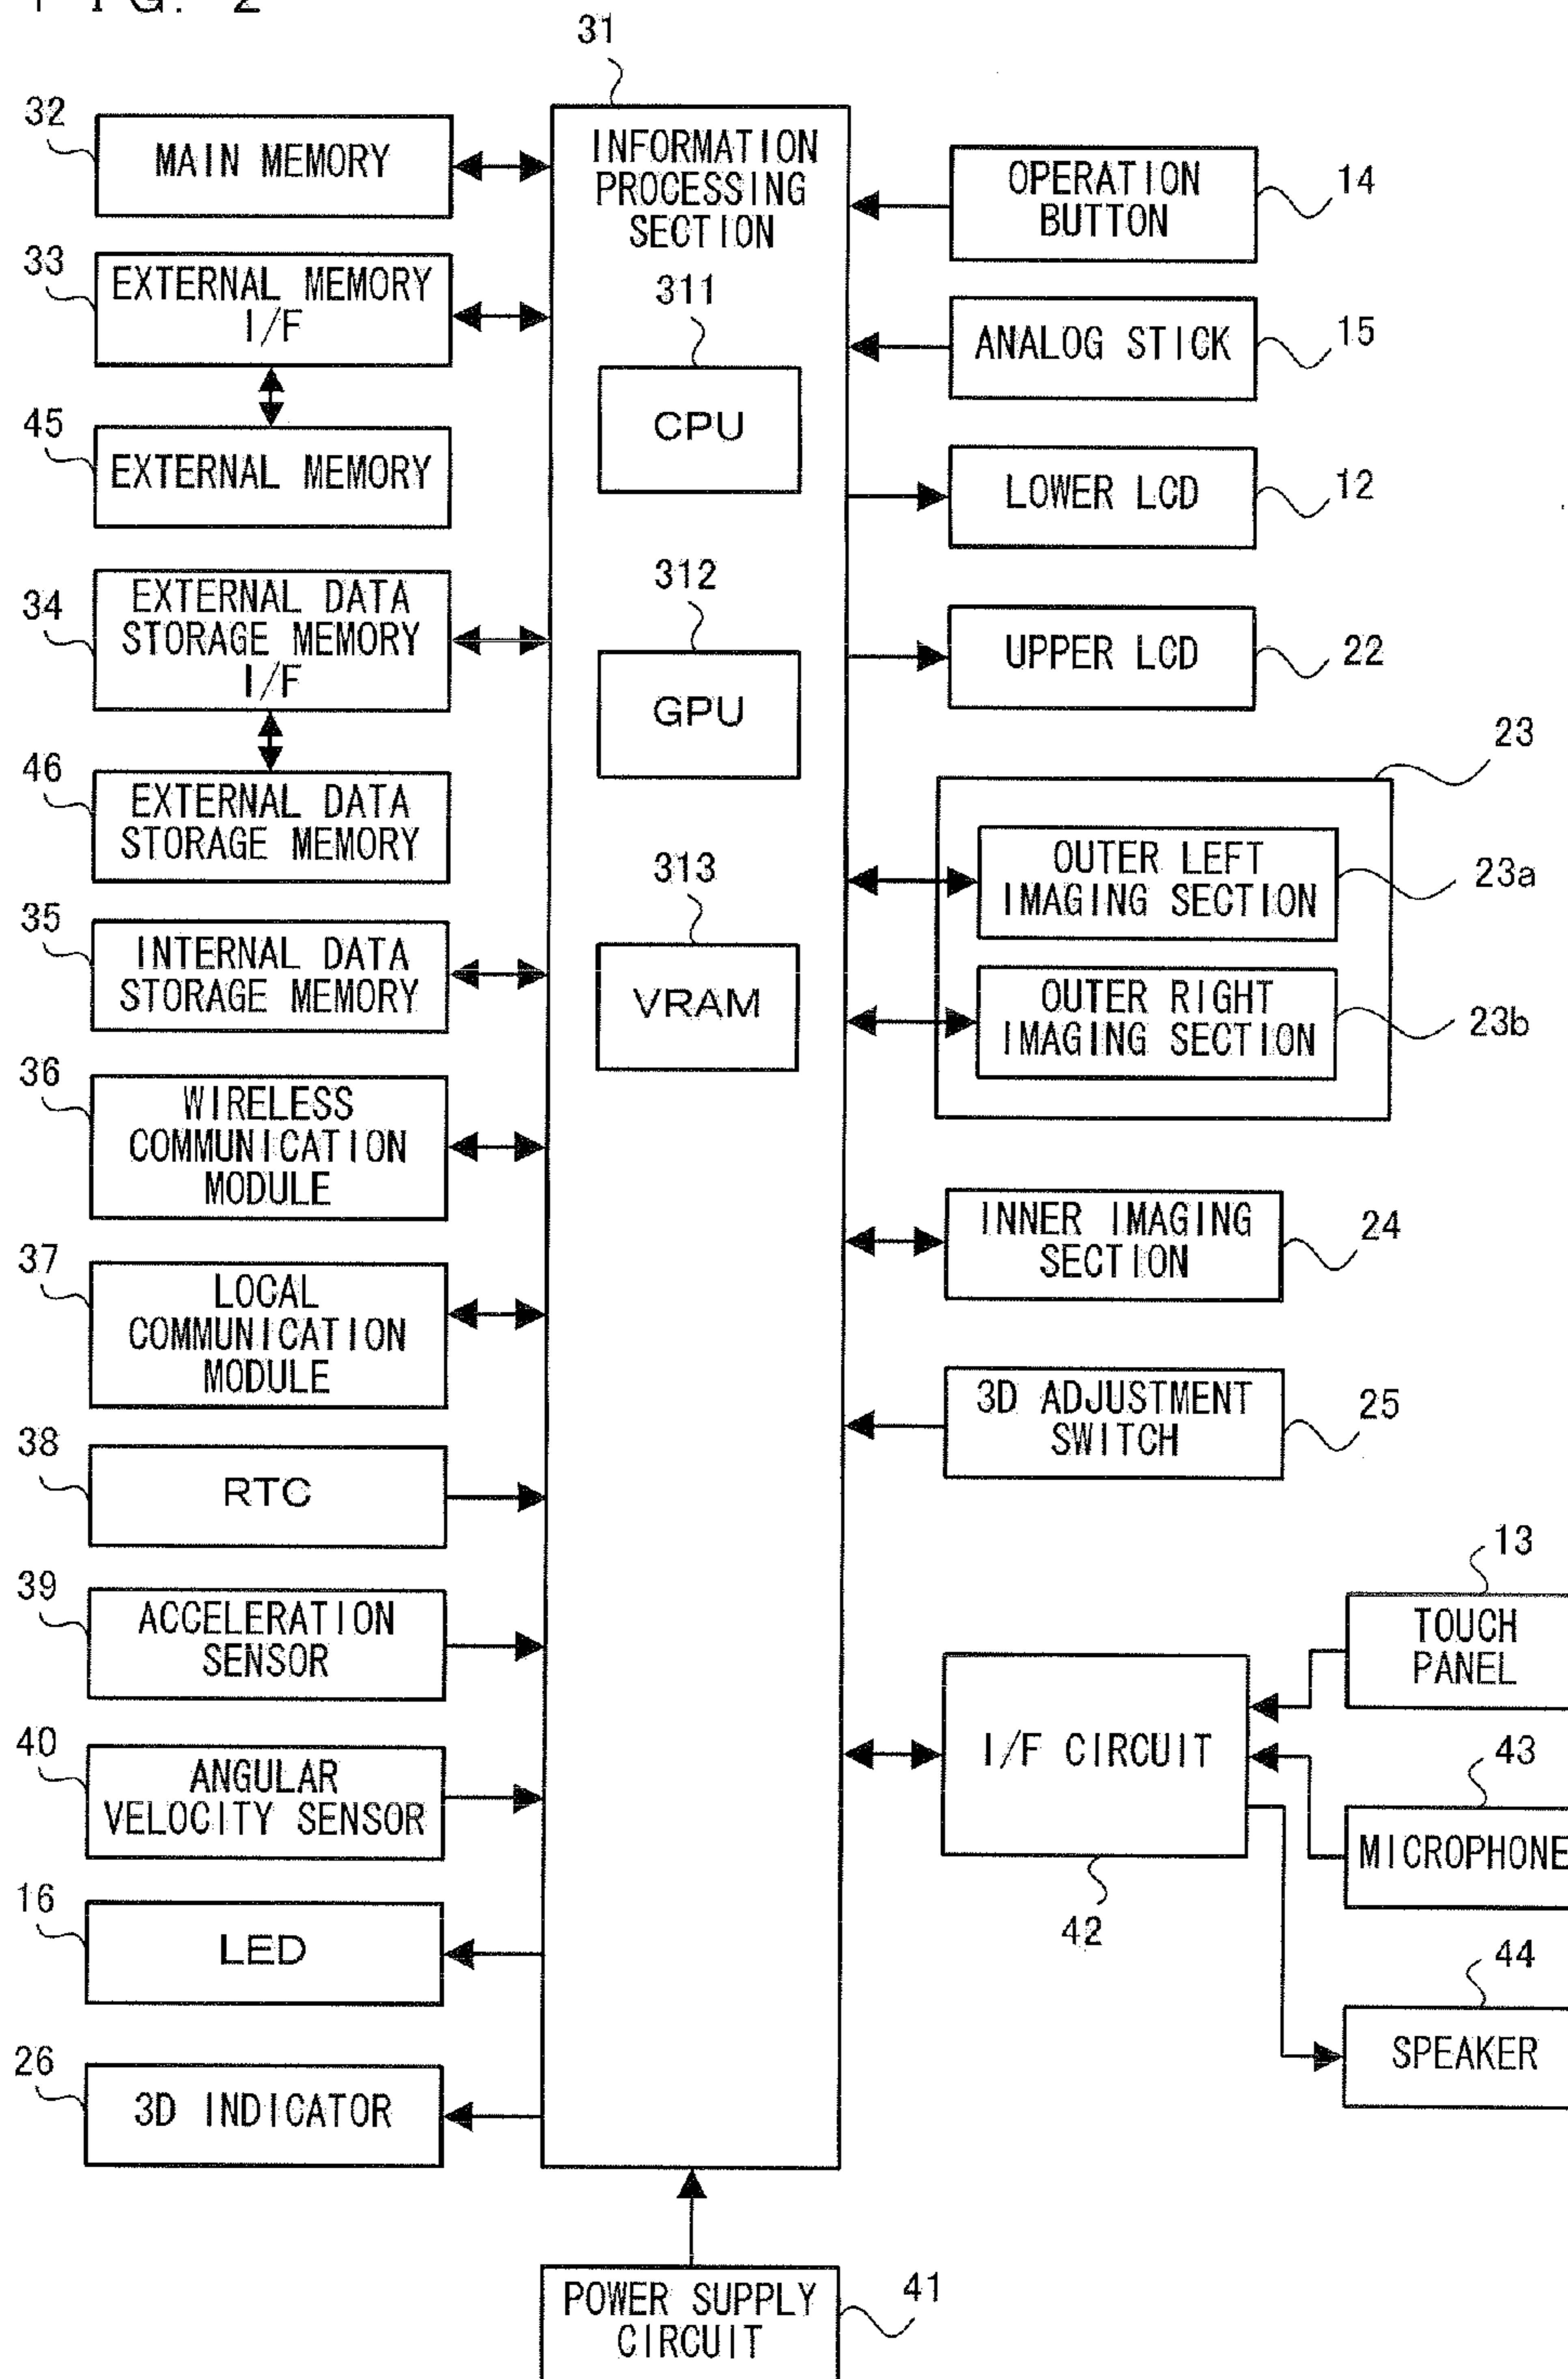 FIG. 2
31
INFORMATION
PROCESSING
SECTION
311
CPU
312
GPU
313
VRAM
32
MAIN MEMORY
33
EXTERNAL MEMORY
I/F
45
EXTERNAL MEMORY
34
EXTERNAL DATA
STORAGE MEMORY
I/F
46
EXTERNAL DATA
STORAGE MEMORY
35
INTERNAL DATA
STORAGE MEMORY
36
WIRELESS
COMMUNICATION
MODULE
37
LOCAL
COMMUNICATION
MODULE
38
RTC
39
ACCELERATION
SENSOR
40
ANGULAR
VELOCITY SENSOR
16
LED
26
3D INDICATOR
OPERATION
BUTTON
14
ANALOG STICK
15
LOWER LCD
12
UPPER LCD
22
23
OUTER LEFT
IMAGING SECTION
23a
OUTER RIGHT
IMAGING SECTION
23b
INNER IMAGING
SECTION
24
3D ADJUSTMENT
SWITCH
25
13
TOUCH
PANEL
I/F CIRCUIT
42
43
MICROPHONE
44
SPEAKER
POWER SUPPLY
CIRCUIT
41